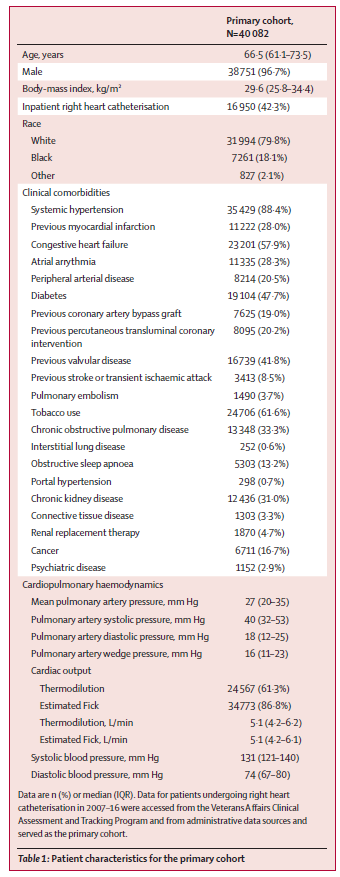 Primary cohort,
N=40 082
Age, years 66·5 (61·1–73·5)
Male 38751 (96·7%)
Body-mass index, kg/m² 29·6 (25·8–34·4)
Inpatient right heart catheterisation 16 950 (42·3%)
Race
White 31 994 (79·8%)
Black 7261 (18·1%)
Other 827 (2·1%)
Clinical comorbidities
Systemic hypertension 35 429 (88·4%)
Previous myocardial infarction 11222 (28·0%)
Congestive heart failure 23 201 (57·9%)
Atrial arrythmia 11335 (28·3%)
Peripheral arterial disease 8214 (20·5%)
Diabetes 19 104 (47·7%)
Previous coronary artery bypass graft 7625 (19·0%)
Previous percutaneous transluminal coronary 8095 (20·2%)
intervention
Previous valvular disease 16739 (41·8%)
Previous stroke or transient ischaemic attack 3413 (8·5%)
Pulmonary embolism 1490 (3·7%)
Tobacco use 24706 (61·6%)
Chronic obstructive pulmonary disease 13 348 (33·3%)
Interstitial lung disease 252 (0·6%)
Obstructive sleep apnoea 5303 (13·2%)
Portal hypertension 298 (0·7%)
Chronic kidney disease 12 436 (31·0%)
Connective tissue disease 1303 (3·3%)
Renal replacement therapy 1870 (4·7%)
Cancer 6711 (16·7%)
Psychiatric disease 1152 (2·9%)
Cardiopulmonary haemodynamics
Mean pulmonary artery pressure, mm Hg 27 (20–35)
Pulmonary artery systolic pressure, mm Hg 40 (32–53)
Pulmonary artery diastolic pressure, mm Hg 18 (12–25)
Pulmonary artery wedge pressure, mm Hg 16 (11–23)
Cardiac output
Thermodilution 24 567 (61·3%)
Estimated Fick 34773 (86·8%)
Thermodilution, L/min 5·1 (4·2–6·2)
Estimated Fick, L/min 5·1 (4·2–6·1)
Systolic blood pressure, mm Hg 131 (121–140)
Diastolic blood pressure, mm Hg 74 (67–80)
Data are n (%) or median (IQR). Data for patients undergoing right heart
catheterisation in 2007–16 were accessed from the Veterans Affairs Clinical
Assessment and Tracking Program and from administrative data sources and
served as the primary cohort.
Table 1: Patient characteristics for the primary cohort